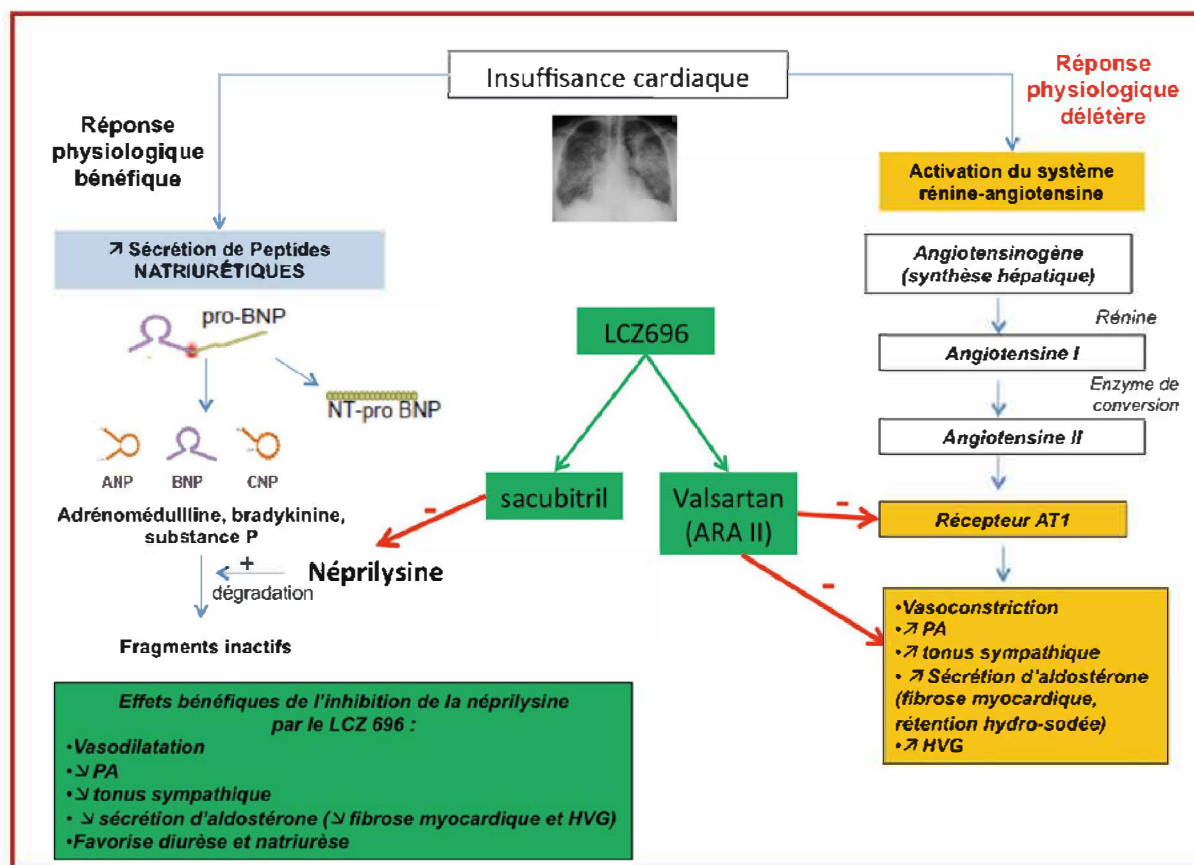 Insuffisance cardiaque
Réponse
physiologique
bénéfique
↗ Sécrétion de Peptides
NATRIURÉTIQUES
pro-BNP
NT-pro BNP
ANP
BNP
CNP
Adrénomédullline, bradykinine,
substance P
+
Néprilysine
dégradation
Fragments inactifs
LCZ696
sacubitril
-
Valsartan
(ARA II)
-
-
Réponse
physiologique
délétère
Activation du système
rénine-angiotensine
Angiotensinogène
(synthèse hépatique)
Rénine
Angiotensine I
Enzyme de
conversion
Angiotensine II
Récepteur AT1
•Vasoconstriction
•↗ PA
•↗ tonus sympathique
• ↗ Sécrétion d'aldostérone
(fibrose myocardique,
rétention hydro-sodée)
•↗ HVG
Effets bénéfiques de l'inhibition de la néprilysine
par le LCZ 696 :
•Vasodilatation
•↘ PA
•↘ tonus sympathique
• ↘ sécrétion d'aldostérone (↘ fibrose myocardique et HVG)
•Favorise diurèse et natriurèse